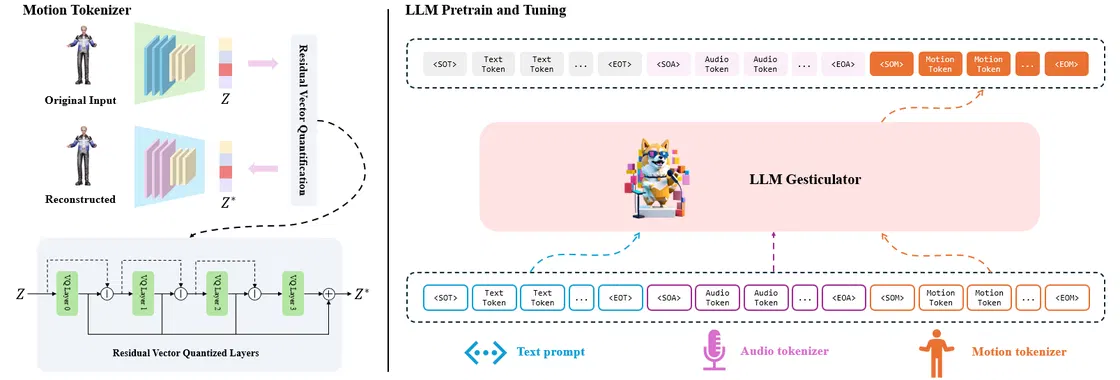 Motion Tokenizer
Original Input
Z
Residual Vector Quantification
Reconstructed
Z*
Z
VQ Layer 0
VQ Layer 1
VQ Layer 2
VQ Layer 3
Z*
Residual Vector Quantized Layers
LLM Pretrain and Tuning
<SOT> Text Token Text Token ... <EOT> <SOA> Audio Token Audio Token ... <EOA> <SOM> Motion Token Motion Token ... <EOM>
LLM Gesticulator
<SOT> Text Token Text Token ... <EOT> <SOA> Audio Token Audio Token ... <EOA> <SOM> Motion Token Motion Token ... <EOM>
Text prompt
Audio tokenizer
Motion tokenizer